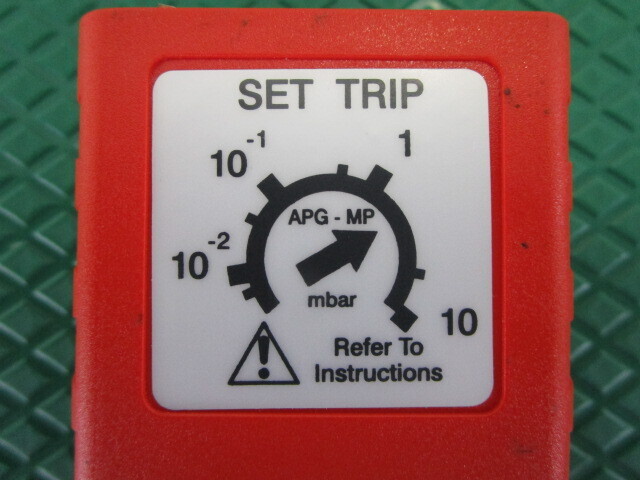 SET TRIP
10⁻¹
1
APG - MP
10⁻²
mbar
10
Refer To
Instructions